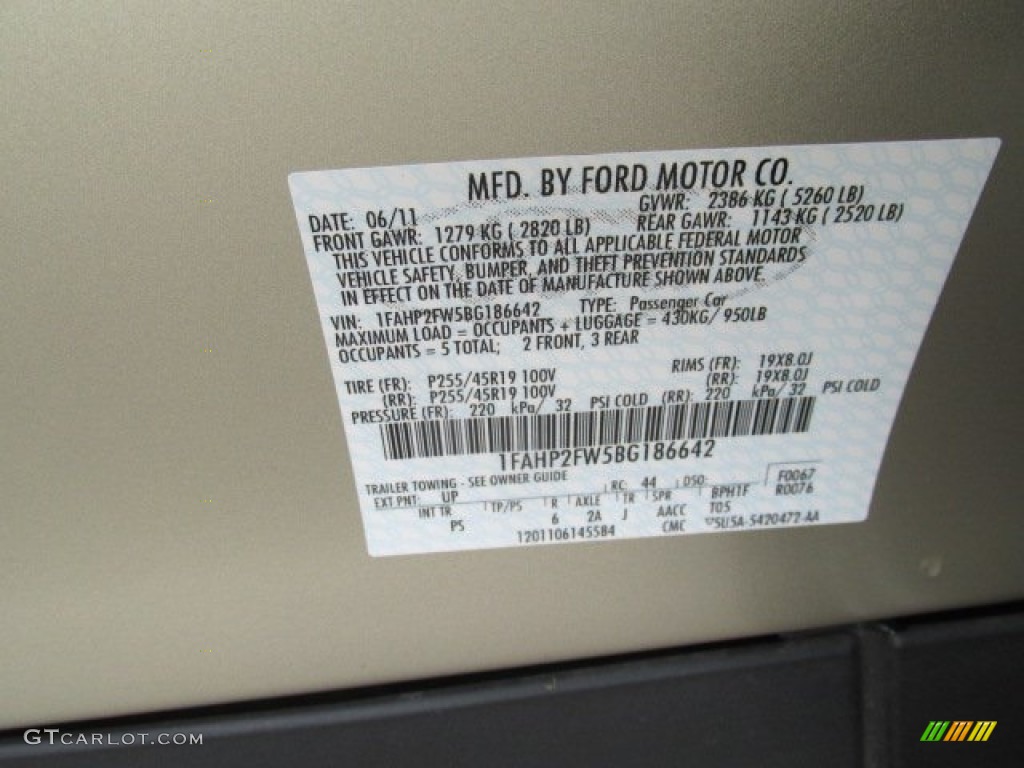 MFD. BY FORD MOTOR CO.
DATE: 06/11 GVWR: 2386 KG ( 5260 LB)
FRONT GAWR: 1279 KG ( 2820 LB) REAR GAWR: 1143 KG ( 2520 LB)
THIS VEHICLE CONFORMS TO ALL APPLICABLE FEDERAL MOTOR
VEHICLE SAFETY, BUMPER, AND THEFT PREVENTION STANDARDS
IN EFFECT ON THE DATE OF MANUFACTURE SHOWN ABOVE.
VIN: 1FAHP2FW5BG186642 TYPE: Passenger Car
MAXIMUM LOAD = OCCUPANTS + LUGGAGE = 430KG/ 950LB
OCCUPANTS = 5 TOTAL; 2 FRONT, 3 REAR
TIRE (FR): P255/45R19 100V RIMS (FR): 19X8.0J
(RR): P255/45R19 100V (RR): 19X8.0J
PRESSURE (FR): 220 kPa/ 32 PSI COLD (RR): 220 kPa/ 32 PSI COLD
1FAHP2FW5BG186642
TRAILER TOWING - SEE OWNER GUIDE F0067
EXT PNT: UP RC: 44 DSO: R0076
INT TR TP/PS R AXLE TR SPR BPHTF
PS 6 2A J AACC T05
1201106145584 CMC 5U5A-5420472-AA
GTCARLOT.COM